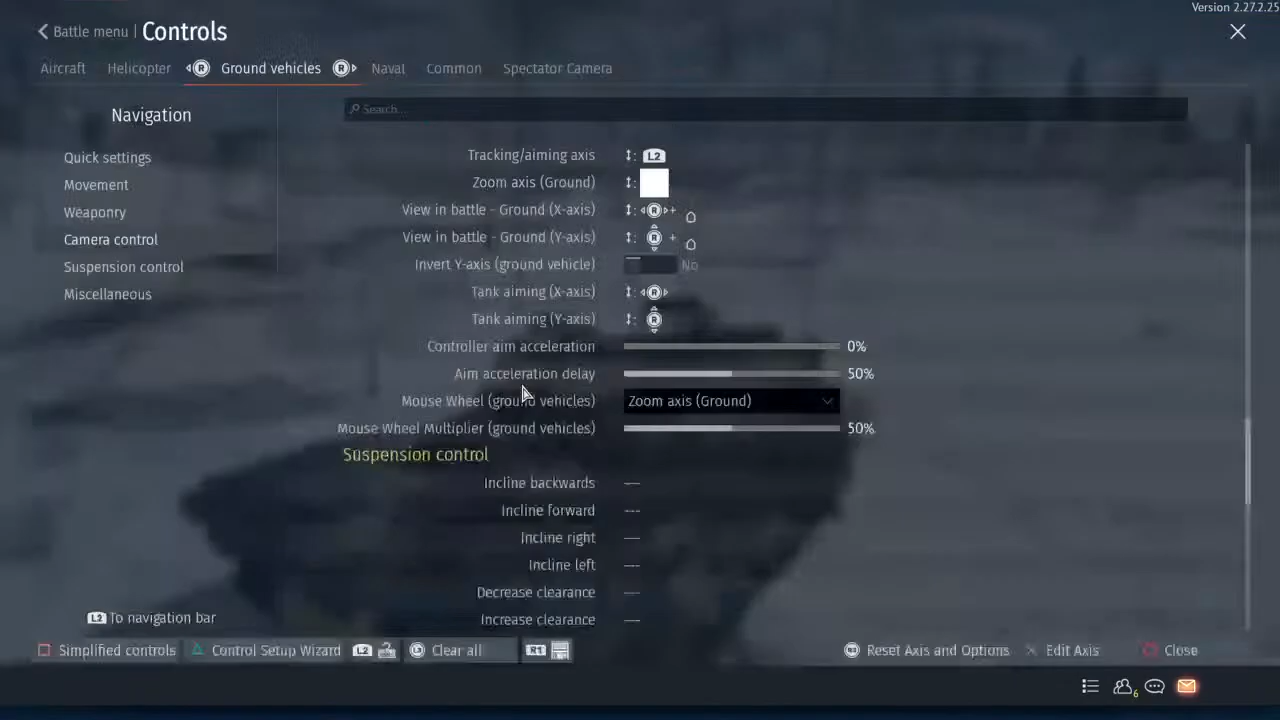 Version 2.27.2.25
Battle menu | Controls
Aircraft Helicopter R Ground vehicles R Naval Common Spectator Camera
Navigation
Search...
Quick settings
Movement
Weaponry
Camera control
Suspension control
Miscellaneous
Tracking/aiming axis L2
Zoom axis (Ground)
View in battle - Ground (X-axis) R +
View in battle - Ground (Y-axis) R +
Invert Y-axis (ground vehicle) No
Tank aiming (X-axis) R
Tank aiming (Y-axis) R
Controller aim acceleration 0%
Aim acceleration delay 50%
Mouse Wheel (ground vehicles) Zoom axis (Ground)
Mouse Wheel Multiplier (ground vehicles) 50%
Suspension control
Incline backwards ---
Incline forward ---
Incline right ---
Incline left ---
Decrease clearance ---
Increase clearance ---
L2 To navigation bar
Simplified controls Control Setup Wizard L2 Clear all R1 Reset Axis and Options Edit Axis Close
6